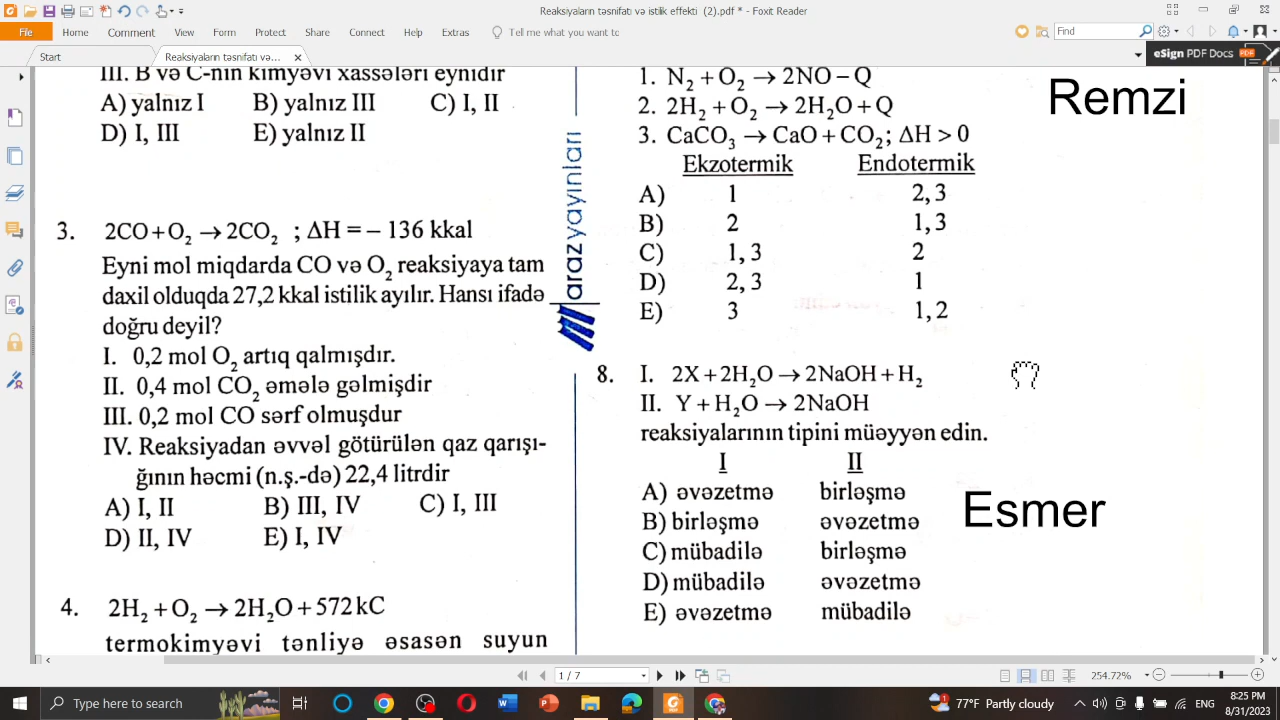 Reaksiyaların təsnifatı və istilik effekti (2).pdf * - Foxit Reader
File Home Comment View Form Protect Share Connect Help Extras Tell me what you want to Find
Start Reaksiyaların təsnifatı və... eSign PDF Docs
III. B və C-nin kimyəvi xassələri eynidir
A) yalnız I B) yalnız III C) I, II
D) I, III E) yalnız II
3. 2CO + O₂ → 2CO₂ ; ΔH = – 136 kkal
Eyni mol miqdarda CO və O₂ reaksiyaya tam
daxil olduqda 27,2 kkal istilik ayılır. Hansı ifadə
doğru deyil?
I. 0,2 mol O₂ artıq qalmışdır.
II. 0,4 mol CO₂ əmələ gəlmişdir
III. 0,2 mol CO sərf olmuşdur
IV. Reaksiyadan əvvəl götürülən qaz qarışı-
ğının həcmi (n.ş.-də) 22,4 litrdir
A) I, II B) III, IV C) I, III
D) II, IV E) I, IV
4. 2H₂ + O₂ → 2H₂O + 572 kC
termokimyəvi tənliyə əsasən suyun
araz yayınları
1. N₂ + O₂ → 2NO – Q
2. 2H₂ + O₂ → 2H₂O + Q
3. CaCO₃ → CaO + CO₂; ΔH > 0
Ekzotermik Endotermik
A) 1 2, 3
B) 2 1, 3
C) 1, 3 2
D) 2, 3 1
E) 3 1, 2
Remzi
8. I. 2X + 2H₂O → 2NaOH + H₂
II. Y + H₂O → 2NaOH
reaksiyalarının tipini müəyyən edin.
I II
A) əvəzetmə birləşmə
B) birləşmə əvəzetmə
C) mübadilə birləşmə
D) mübadilə əvəzetmə
E) əvəzetmə mübadilə
Esmer
1 / 7 254.72%
Type here to search 77°F Partly cloudy ENG 8:25 PM
8/31/2023